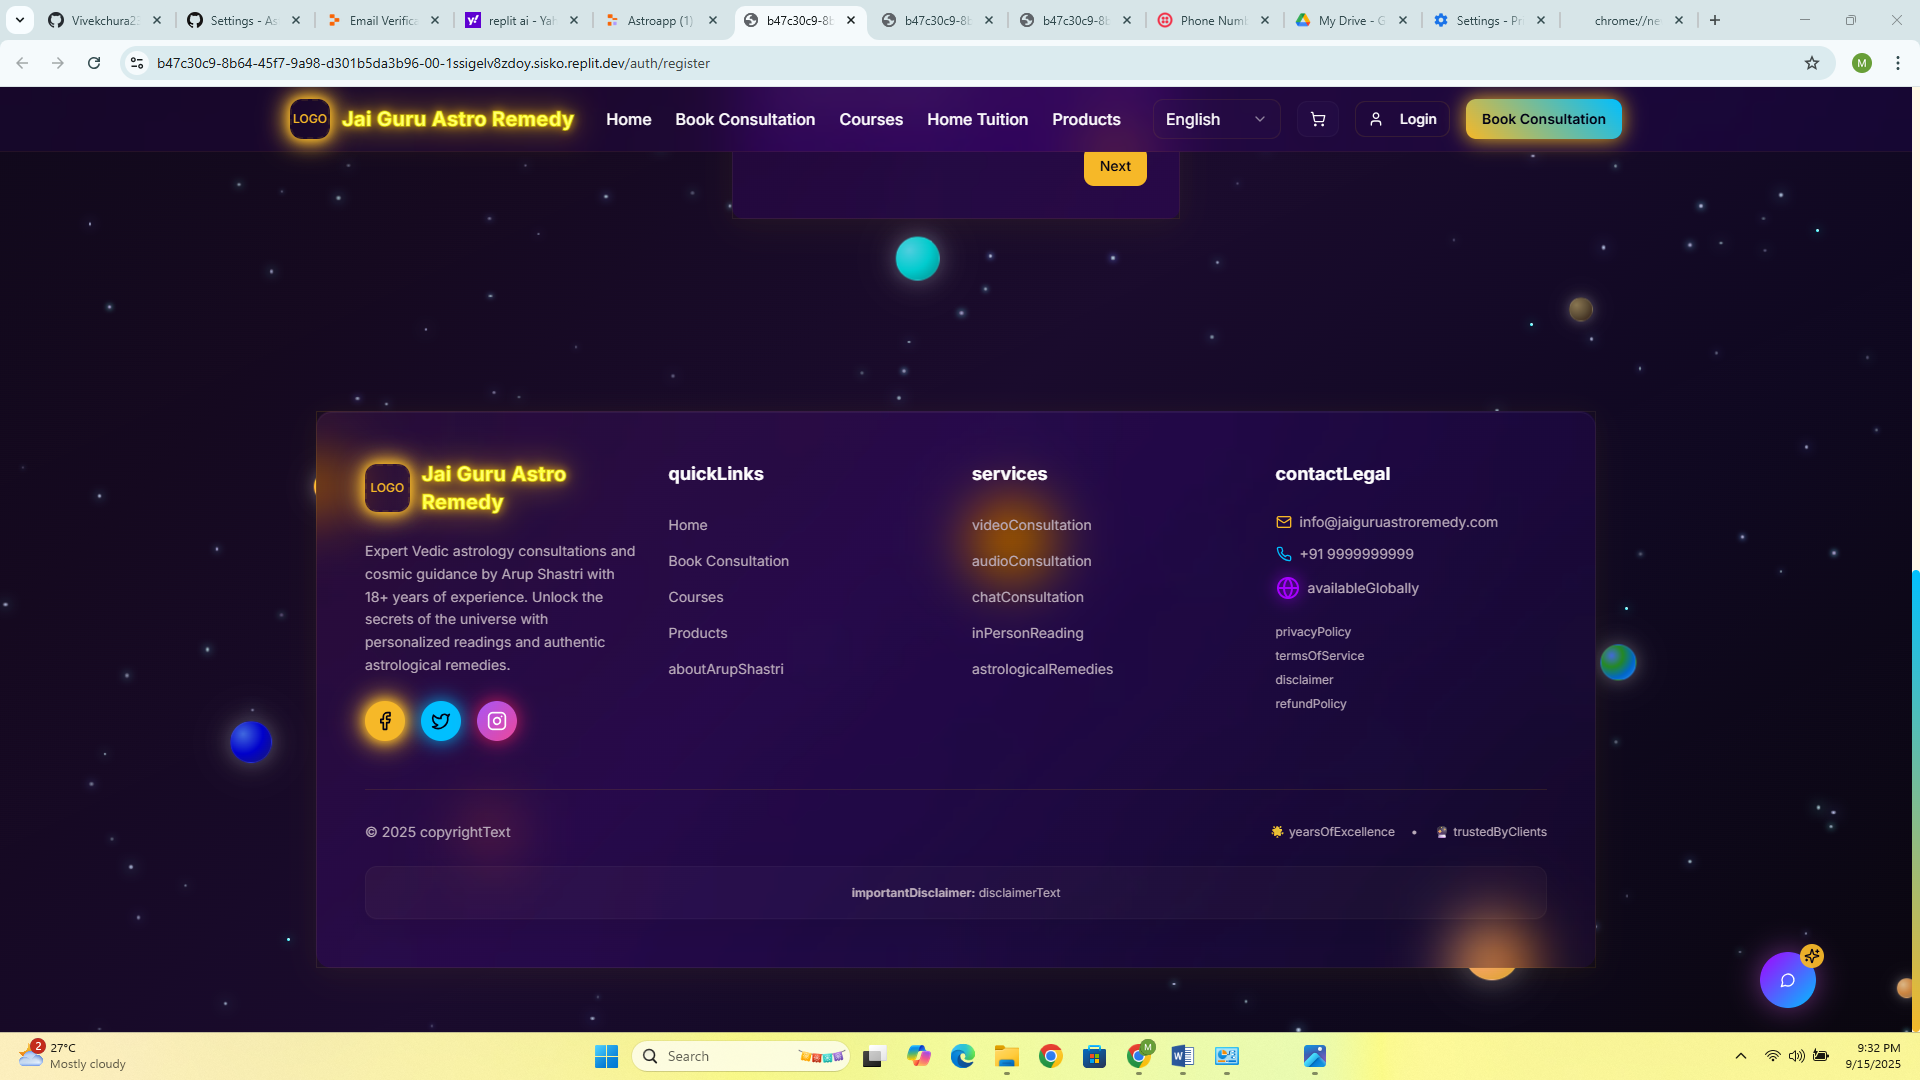 Vivekchura2
Settings - As
Email Verifica
replit ai - Yah
Astroapp (1)
b47c30c9-8b
b47c30c9-8b
b47c30c9-8b
Phone Numb
My Drive - G
Settings - Pr
chrome://ne
b47c30c9-8b64-45f7-9a98-d301b5da3b96-00-1ssigelv8zdoy.sisko.replit.dev/auth/register
M
LOGO
Jai Guru Astro Remedy
Home
Book Consultation
Courses
Home Tuition
Products
English
Login
Book Consultation
Next
LOGO
Jai Guru Astro
Remedy
Expert Vedic astrology consultations and
cosmic guidance by Arup Shastri with
18+ years of experience. Unlock the
secrets of the universe with
personalized readings and authentic
astrological remedies.
quickLinks
Home
Book Consultation
Courses
Products
aboutArupShastri
services
videoConsultation
audioConsultation
chatConsultation
inPersonReading
astrologicalRemedies
contactLegal
info@jaiguruastroremedy.com
+91 9999999999
availableGlobally
privacyPolicy
termsOfService
disclaimer
refundPolicy
© 2025 copyrightText
yearsOfExcellence
•
trustedByClients
importantDisclaimer: disclaimerText
2
27°C
Mostly cloudy
Search
M
9:32 PM
9/15/2025